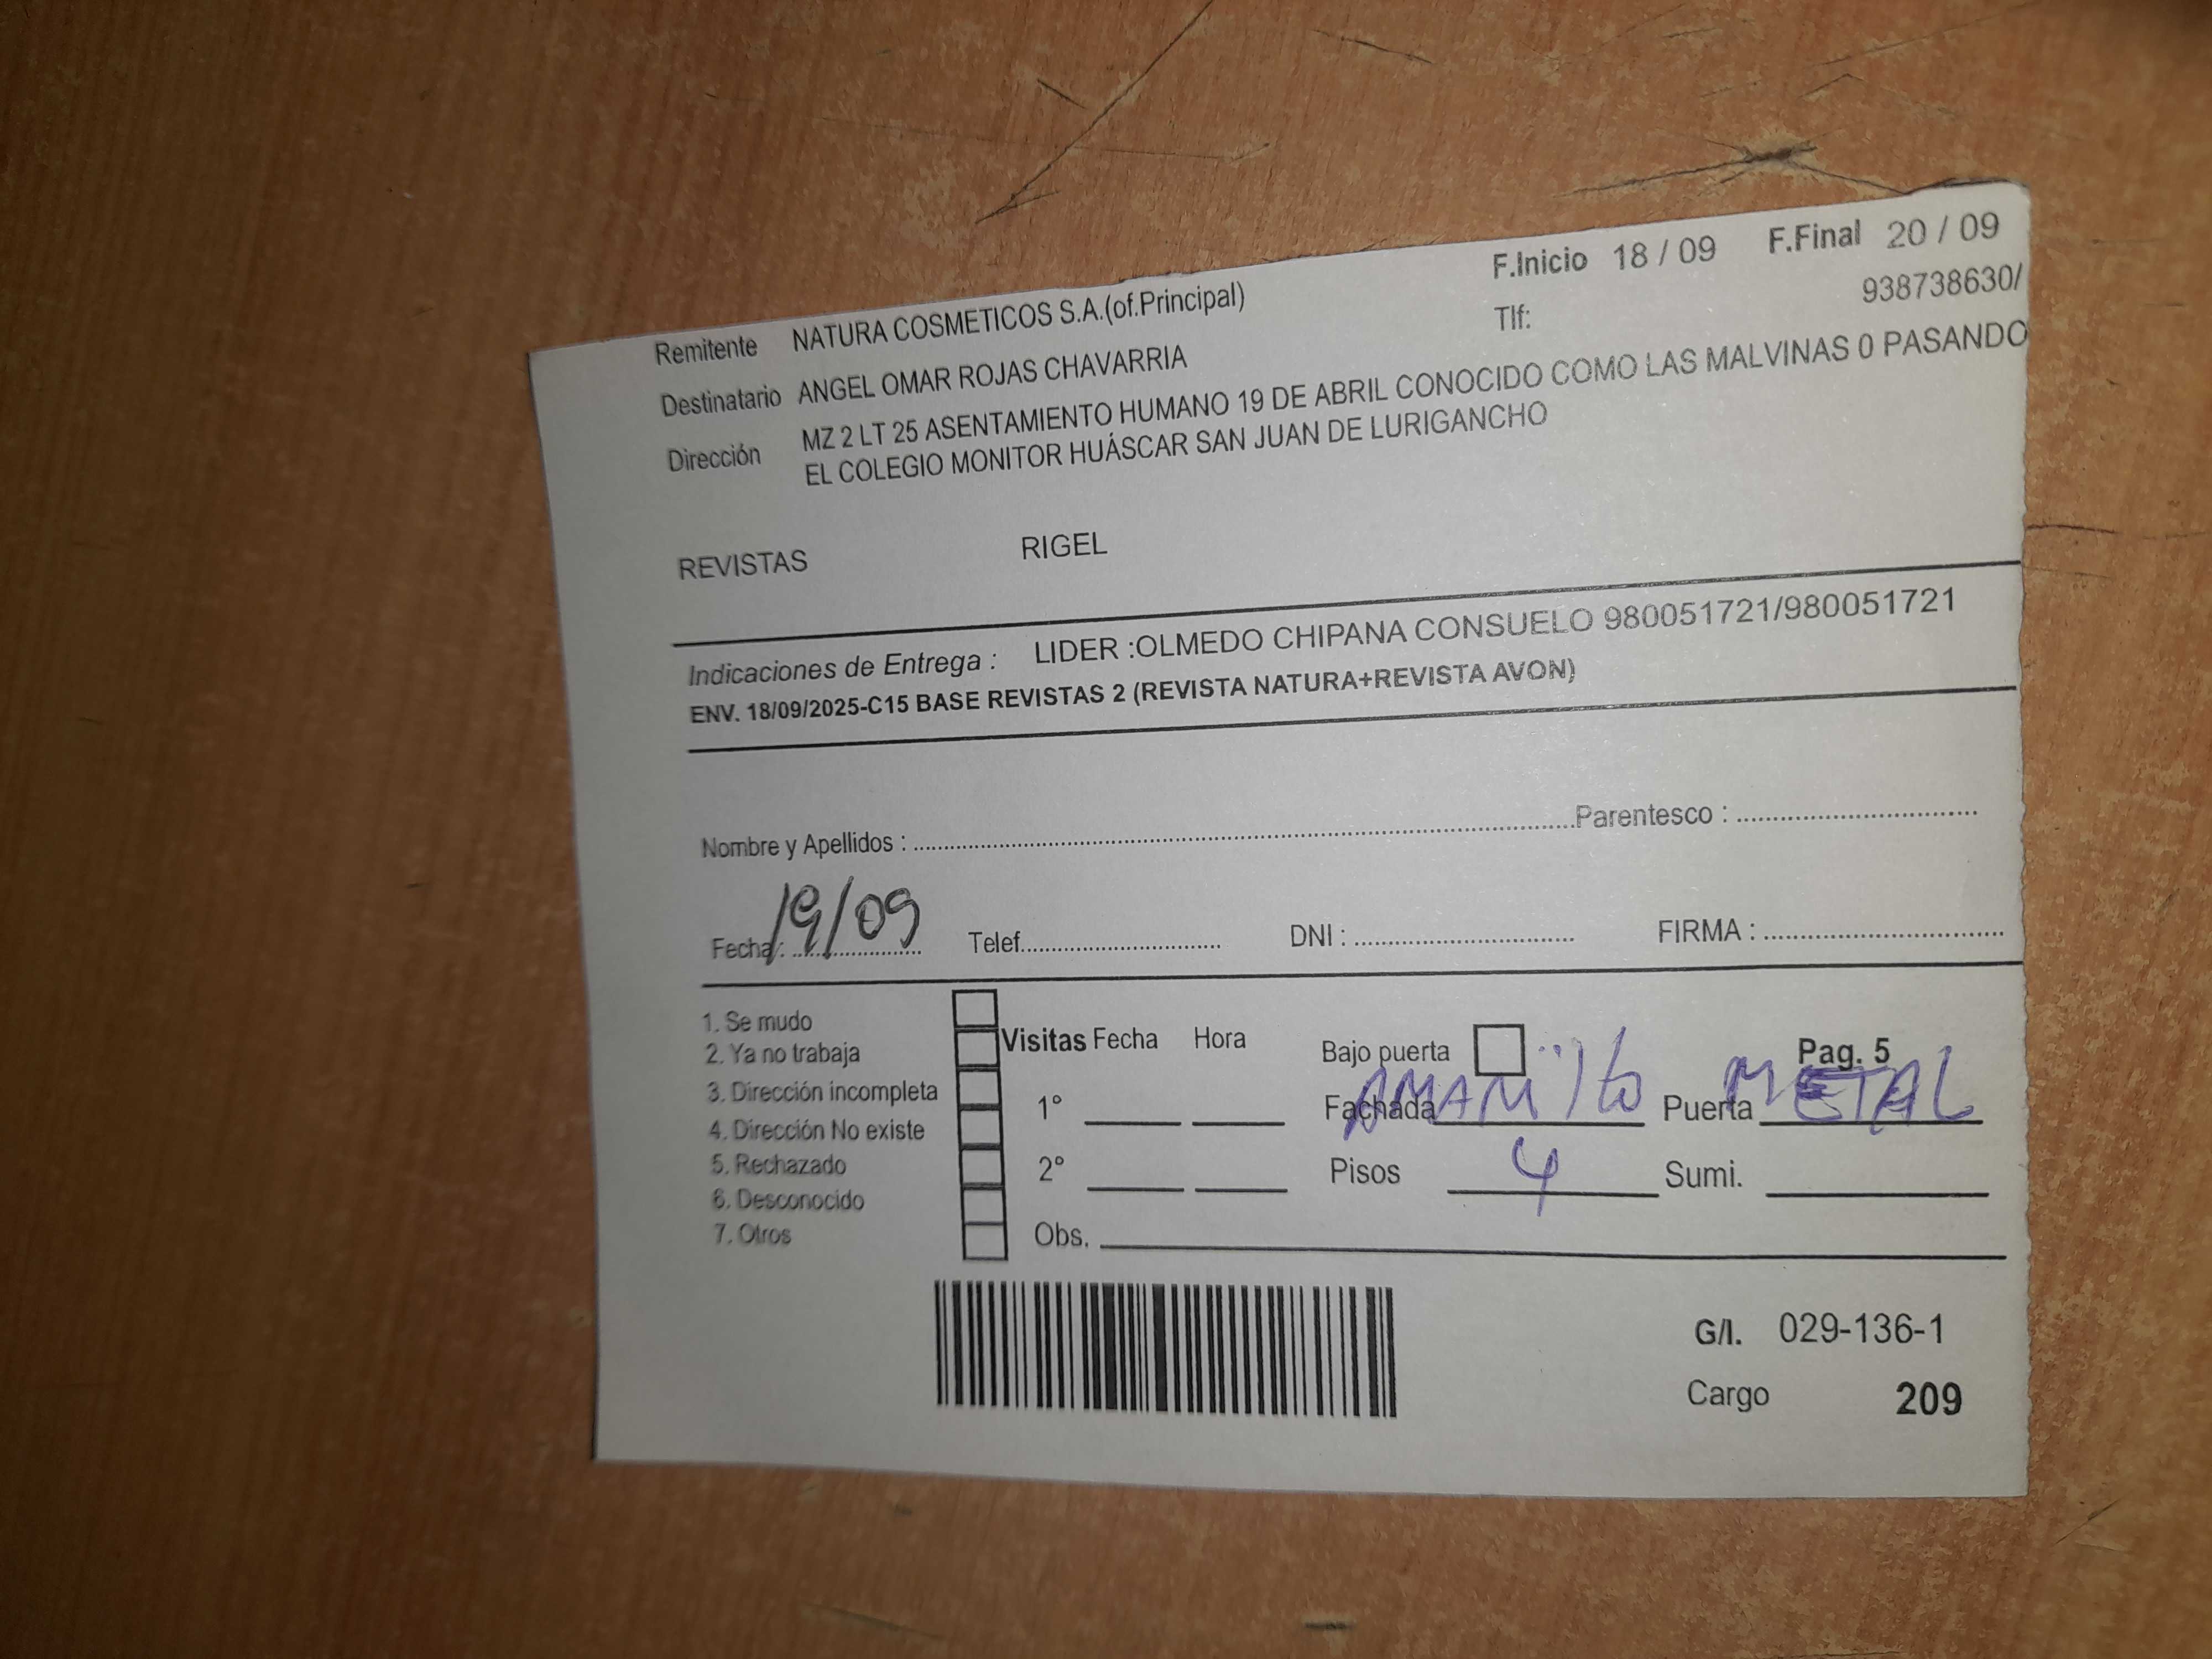 F.Inicio 18 / 09 F.Final 20 / 09
Remitente NATURA COSMETICOS S.A.(of.Principal) Tlf: 938738630/
Destinatario ANGEL OMAR ROJAS CHAVARRIA
Dirección MZ 2 LT 25 ASENTAMIENTO HUMANO 19 DE ABRIL CONOCIDO COMO LAS MALVINAS 0 PASANDO
EL COLEGIO MONITOR HUÁSCAR SAN JUAN DE LURIGANCHO
REVISTAS RIGEL
Indicaciones de Entrega : LIDER :OLMEDO CHIPANA CONSUELO 980051721/980051721
ENV. 18/09/2025-C15 BASE REVISTAS 2 (REVISTA NATURA+REVISTA AVON)
Nombre y Apellidos : Parentesco :
Fecha : 19/09 Telef. DNI : FIRMA :
1. Se mudo
2. Ya no trabaja
3. Dirección incompleta
4. Dirección No existe
5. Rechazado
6. Desconocido
7. Otros
Visitas Fecha Hora
1°
2°
Obs.
Bajo puerta Pag. 5
Fachada Puerta METAL
Pisos 4 Sumi.
G/I. 029-136-1
Cargo 209